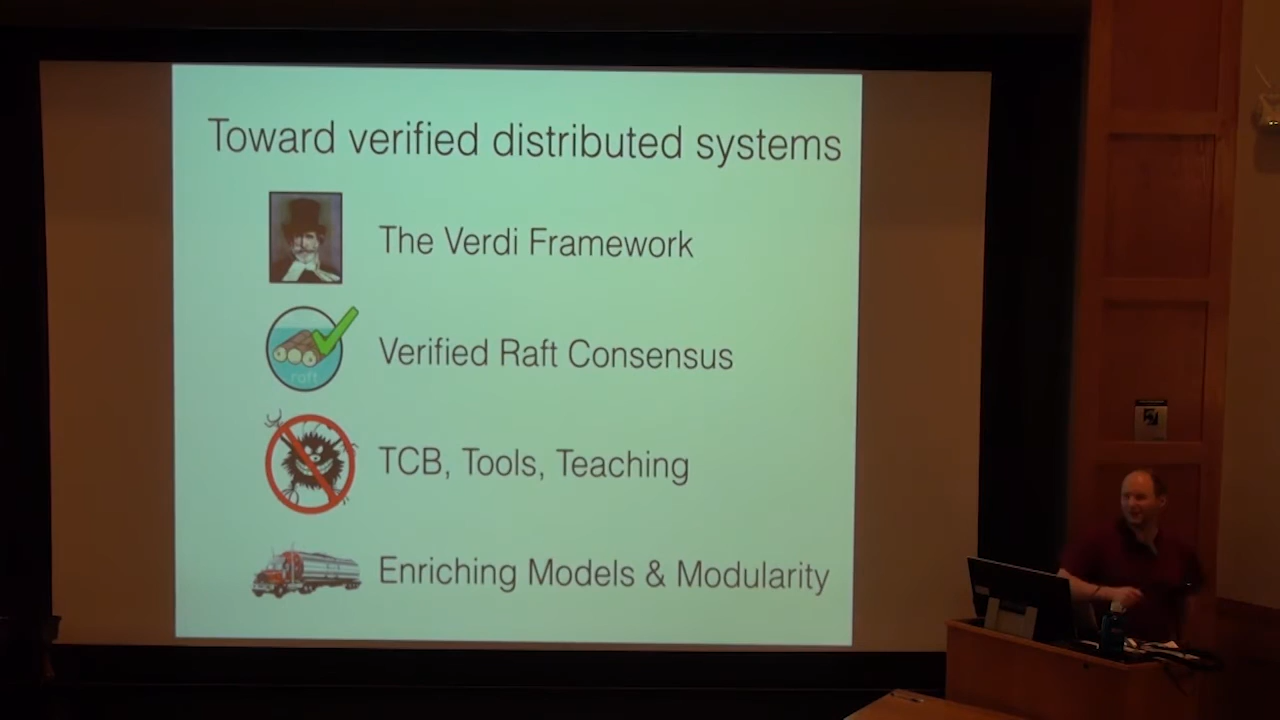 Toward verified distributed systems
The Verdi Framework
raft
Verified Raft Consensus
TCB, Tools, Teaching
Enriching Models & Modularity